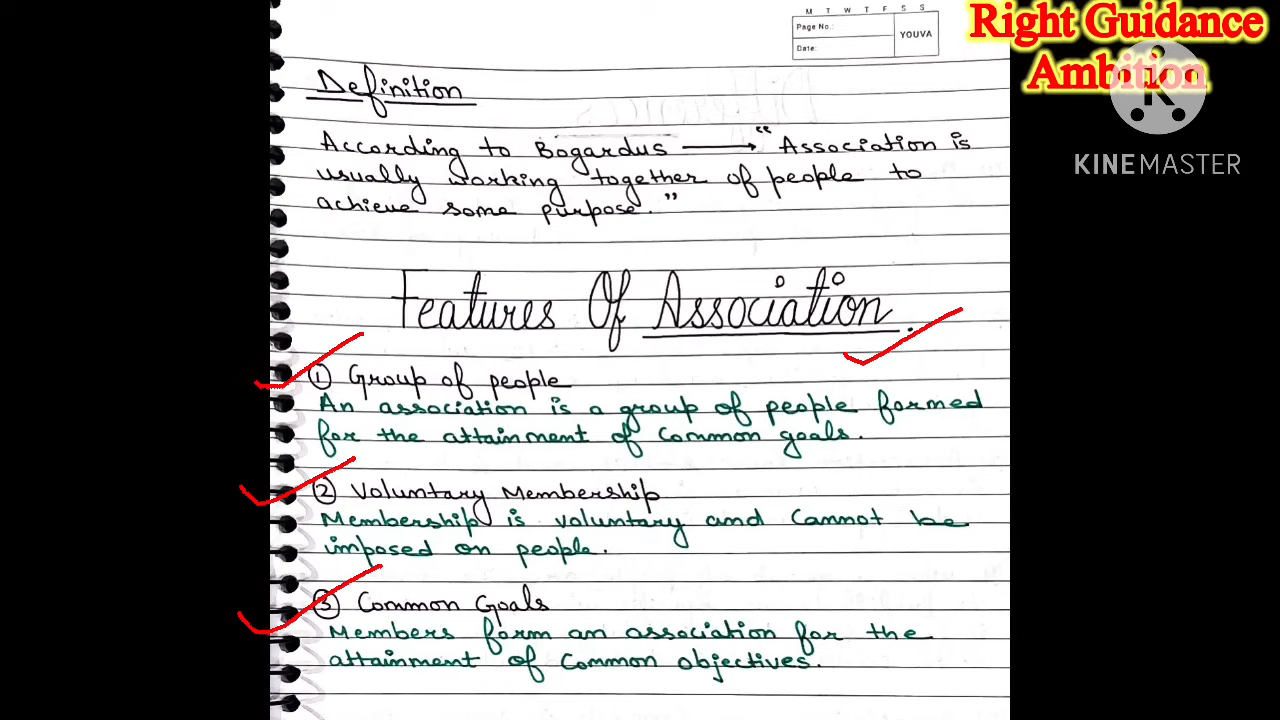 Right Guidance
Ambition
KINEMASTER
M T W T F S S
Page No.:
YOUVA
Date:
Definition
According to Bogardus → "Association is
usually working together of people to
achieve some purpose."
Features Of Association.
① Group of people
An association is a group of people formed
for the attainment of common goals.
② Voluntary Membership
Membership is voluntary and cannot be
imposed on people.
③ Common Goals
Members form an association for the
attainment of common objectives.